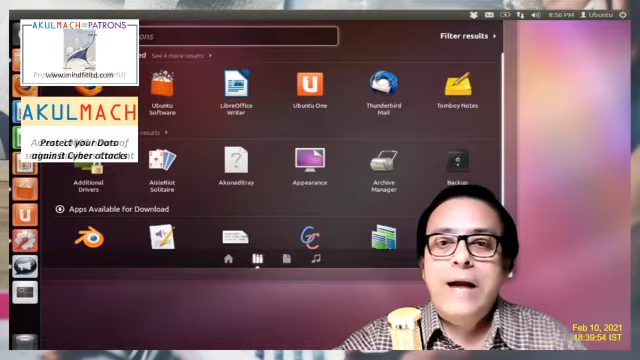 8:56 PM Ubuntu
AKULMACH=PATRONS
Filter results
See 4 more results
www.imPdfltltd.com
Ubuntu Software
LibreOffice Writer
Ubuntu One
Thunderbird Mail
Tomboy Notes
AKULMACH
results
Protect your Data
against Cyber attacks
Additional Drivers
AisleRiot Solitaire
Akonaditray
Appearance
Archive Manager
Backup
Apps Available for Download
Feb 10, 2021
18:39:54 IST